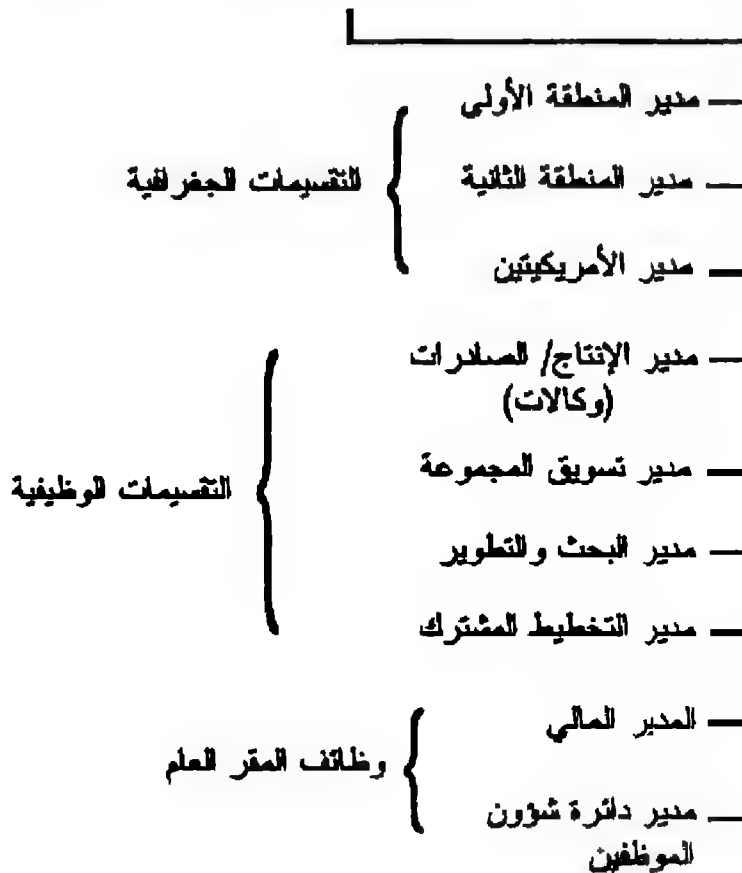 مدير المنطقة الأولى
مدير المنطقة الثانية
التقسيمات الجغرافية
مدير الأمريكيتين
مدير الإنتاج/ الصادرات
(وكالات)
مدير تسويق المجموعة
التقسيمات الوظيفية
مدير البحث والتطوير
مدير التخطيط المشترك
المدير المالي
وظائف المقر العام
مدير دائرة شؤون
الموظفين